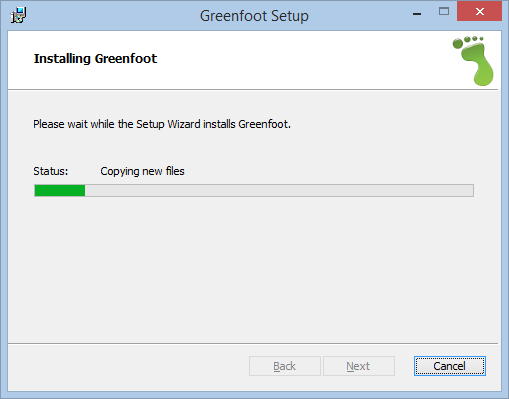 Greenfoot Setup
Installing Greenfoot
Please wait while the Setup Wizard installs Greenfoot.
Status: Copying new files
Back Next Cancel